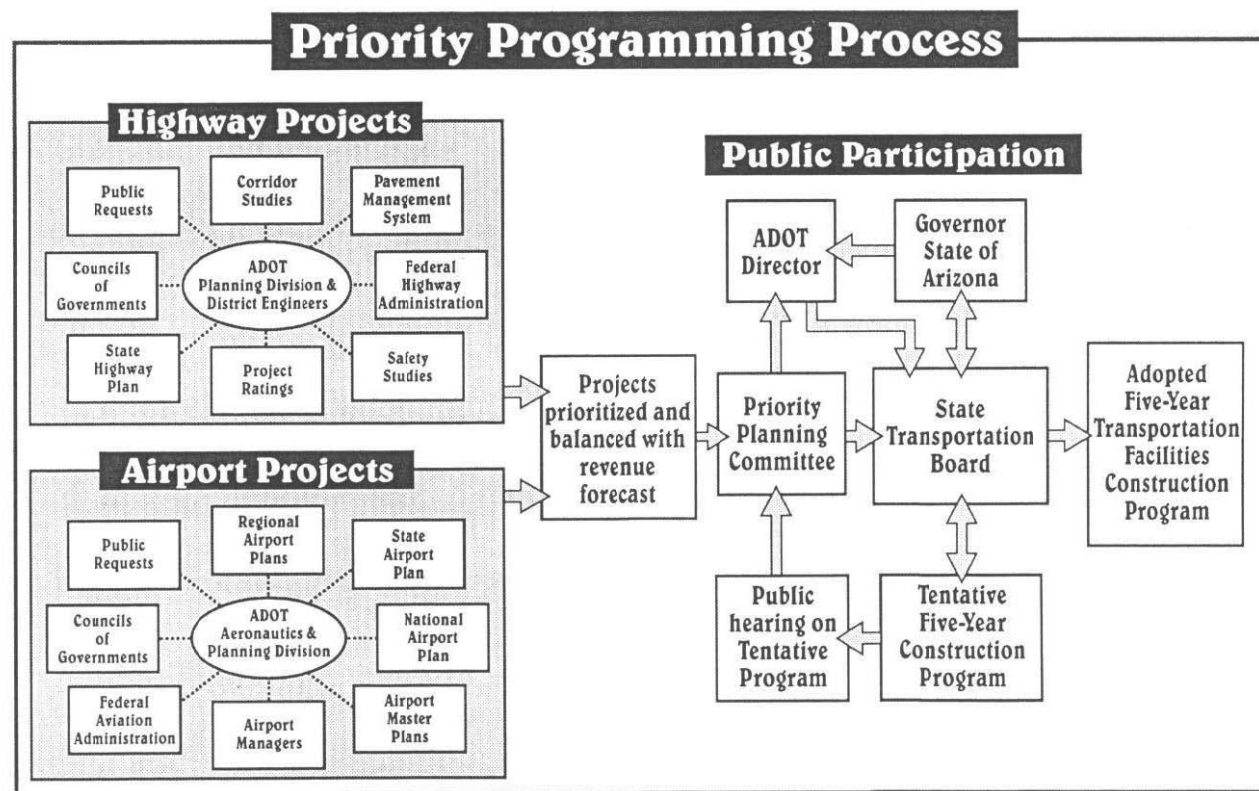 Priority Programming Process
Highway Projects
Public
Requests
Corridor
Studies
Pavement
Management
System
Councils
of
Governments
ADOT
Planning Division &
District Engineers
Federal
Highway
Administration
State
Highway
Plan
Project
Ratings
Safety
Studies
Airport Projects
Public
Requests
Regional
Airport
Plans
State
Airport
Plan
Councils
of
Governments
ADOT
Aeronautics &
Planning Division
National
Airport
Plan
Federal
Aviation
Administration
Airport
Managers
Airport
Master
Plans
Projects
prioritized and
balanced with
revenue
forecast
Public Participation
ADOT
Director
Governor
State of
Arizona
Priority
Planning
Committee
State
Transportation
Board
Adopted
Five-Year
Transportation
Facilities
Construction
Program
Public
hearing on
Tentative
Program
Tentative
Five-Year
Construction
Program